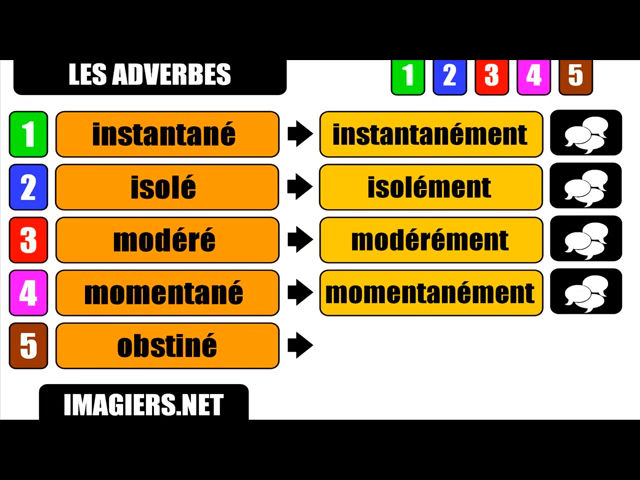 LES ADVERBES
1 2 3 4 5
1 instantané instantanément
2 isolé isolément
3 modéré modérément
4 momentané momentanément
5 obstiné
IMAGIERS.NET